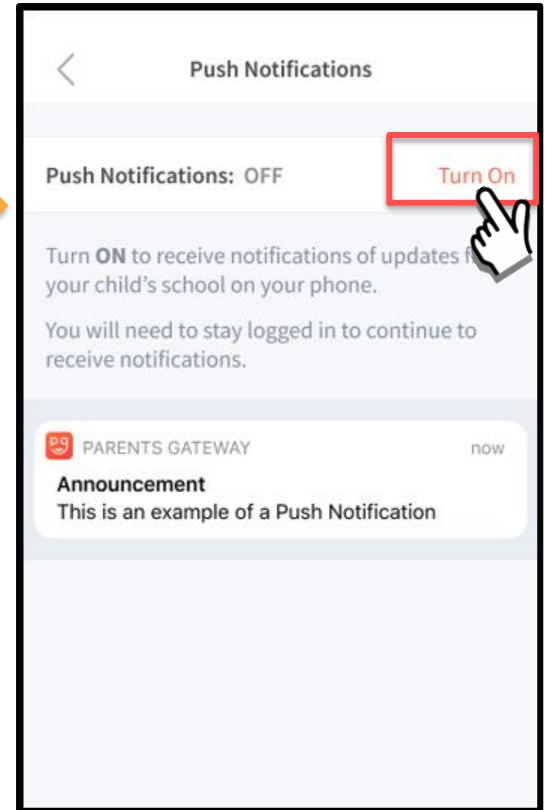 Push Notifications
Push Notifications: OFF Turn On
Turn ON to receive notifications of updates
your child's school on your phone.
You will need to stay logged in to continue to
receive notifications.
pg PARENTS GATEWAY now
Announcement
This is an example of a Push Notification